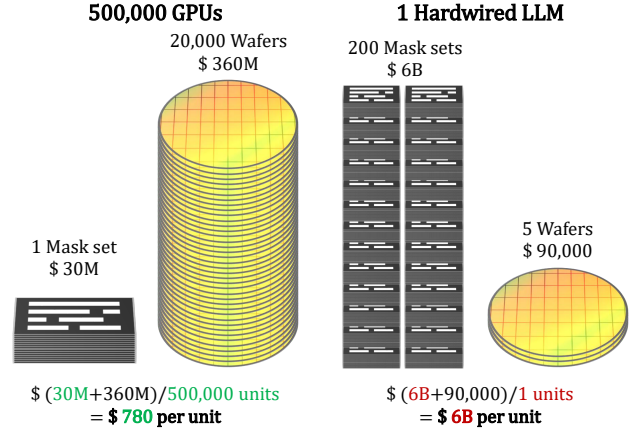 500,000 GPUs
20,000 Wafers
$ 360M
1 Mask set
$ 30M
$ (30M+360M)/500,000 units
= $ 780 per unit
1 Hardwired LLM
200 Mask sets
$ 6B
5 Wafers
$ 90,000
$ (6B+90,000)/1 units
= $ 6B per unit